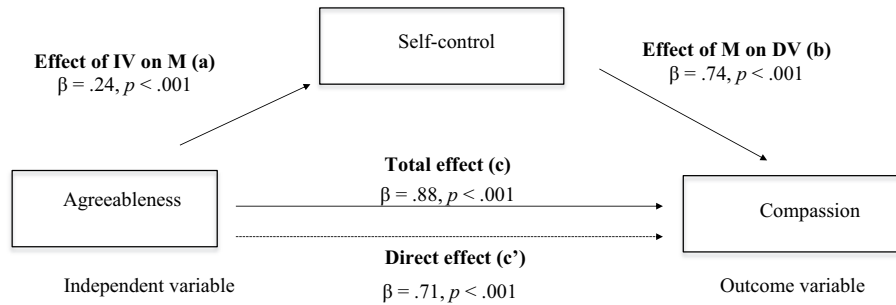 Self-control
Effect of IV on M (a)
β = .24, p < .001
Effect of M on DV (b)
β = .74, p < .001
Total effect (c)
β = .88, p < .001
Agreeableness
Compassion
Direct effect (c’)
β = .71, p < .001
Independent variable
Outcome variable